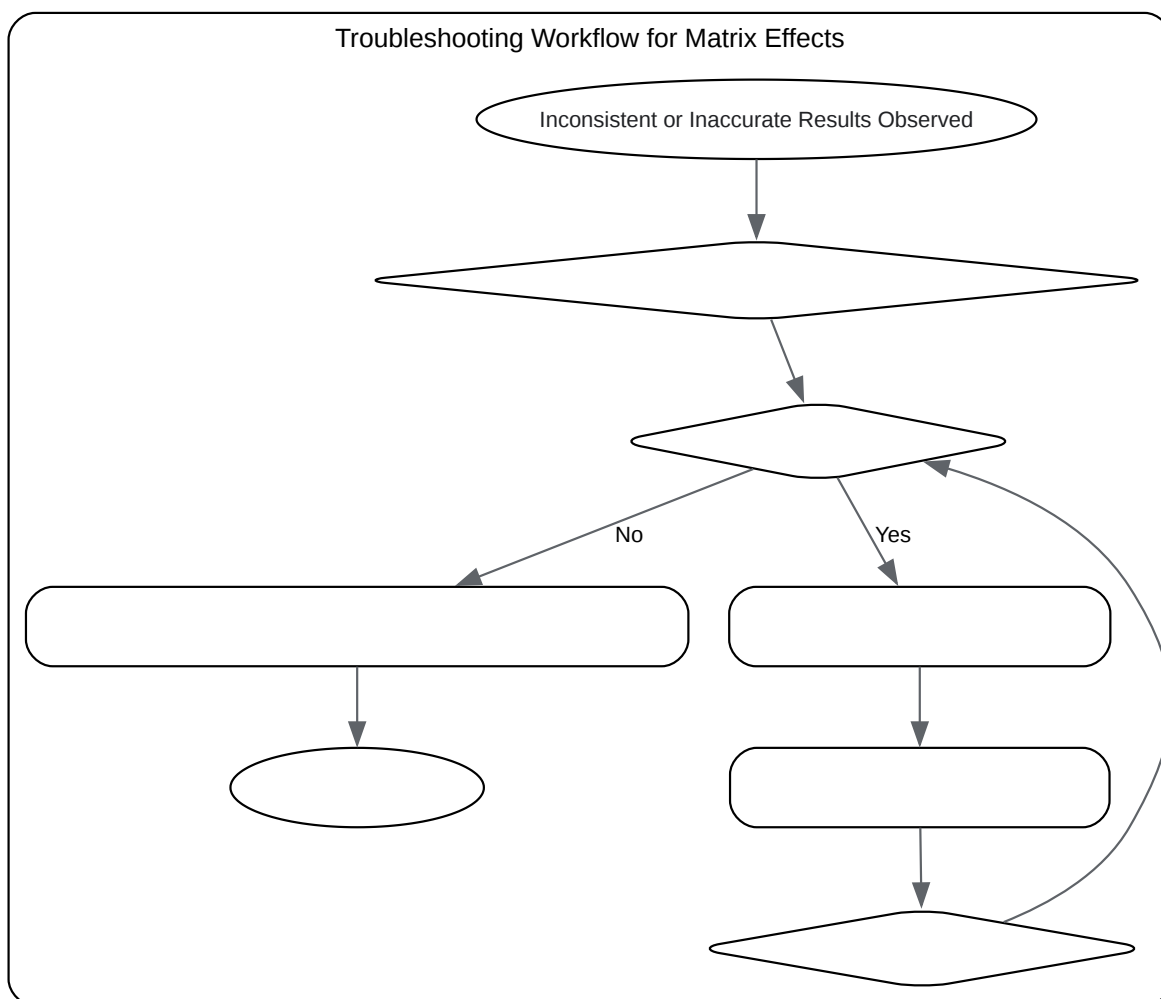 Troubleshooting Workflow for Matrix Effects
Inconsistent or Inaccurate Results Observed
No
Yes